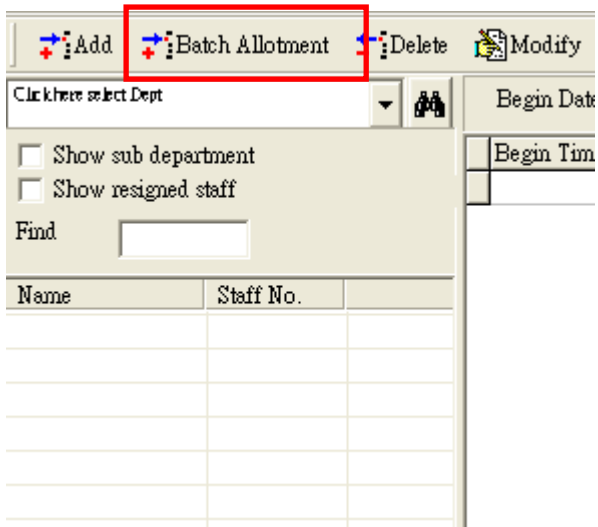 Add Batch Allotment Delete Modify
Click here select Dept
Begin Date
Show sub department
Begin Tim
Show resigned staff
Find
Name Staff No.